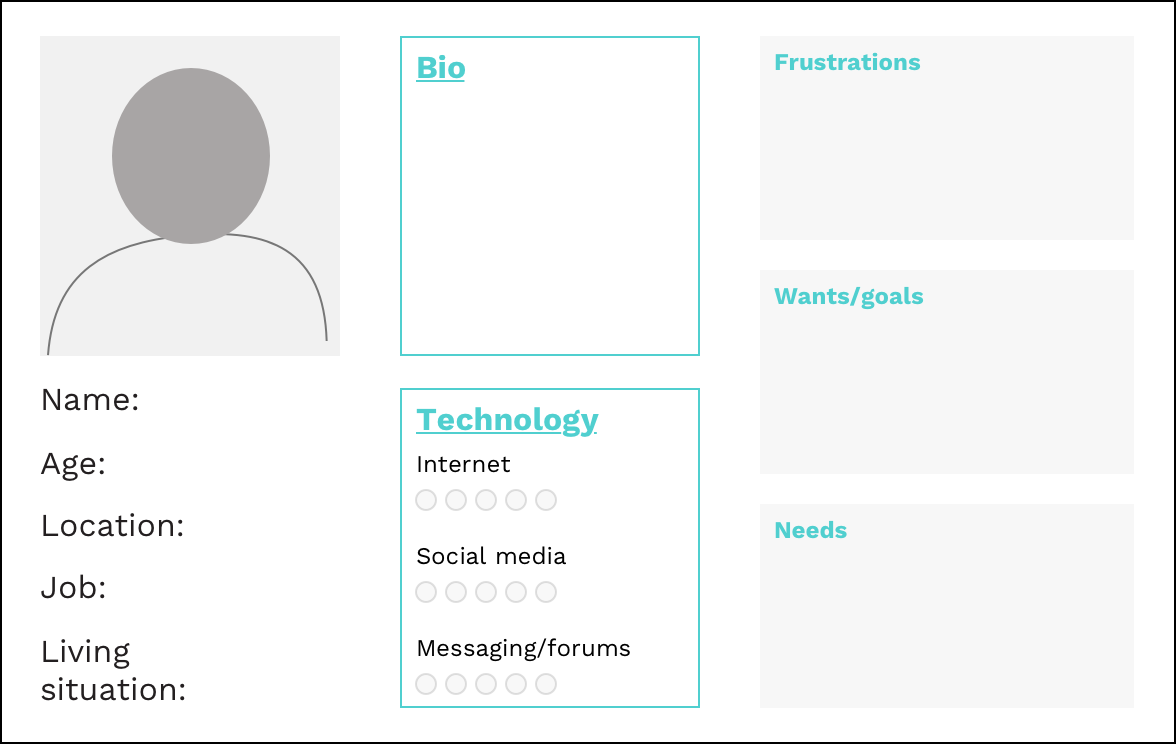 Name:
Age:
Location:
Job:
Living
situation:
Bio
Technology
Internet
Social media
Messaging/forums
Frustrations
Wants/goals
Needs